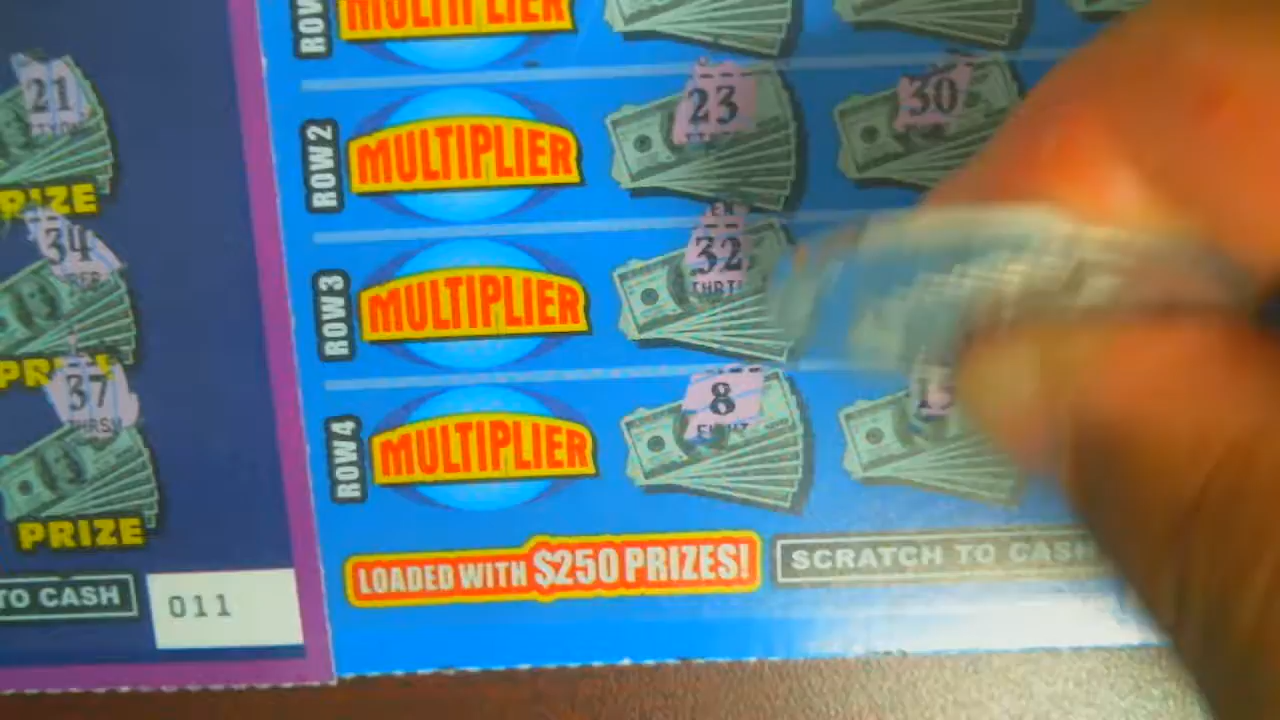 ROW
MULTIPLIER
21
PRIZE
ROW 2
MULTIPLIER
23
30
34
ROW 3
MULTIPLIER
32
37
PRIZE
ROW 4
MULTIPLIER
8
TO CASH
011
LOADED WITH $250 PRIZES!
SCRATCH TO CASH